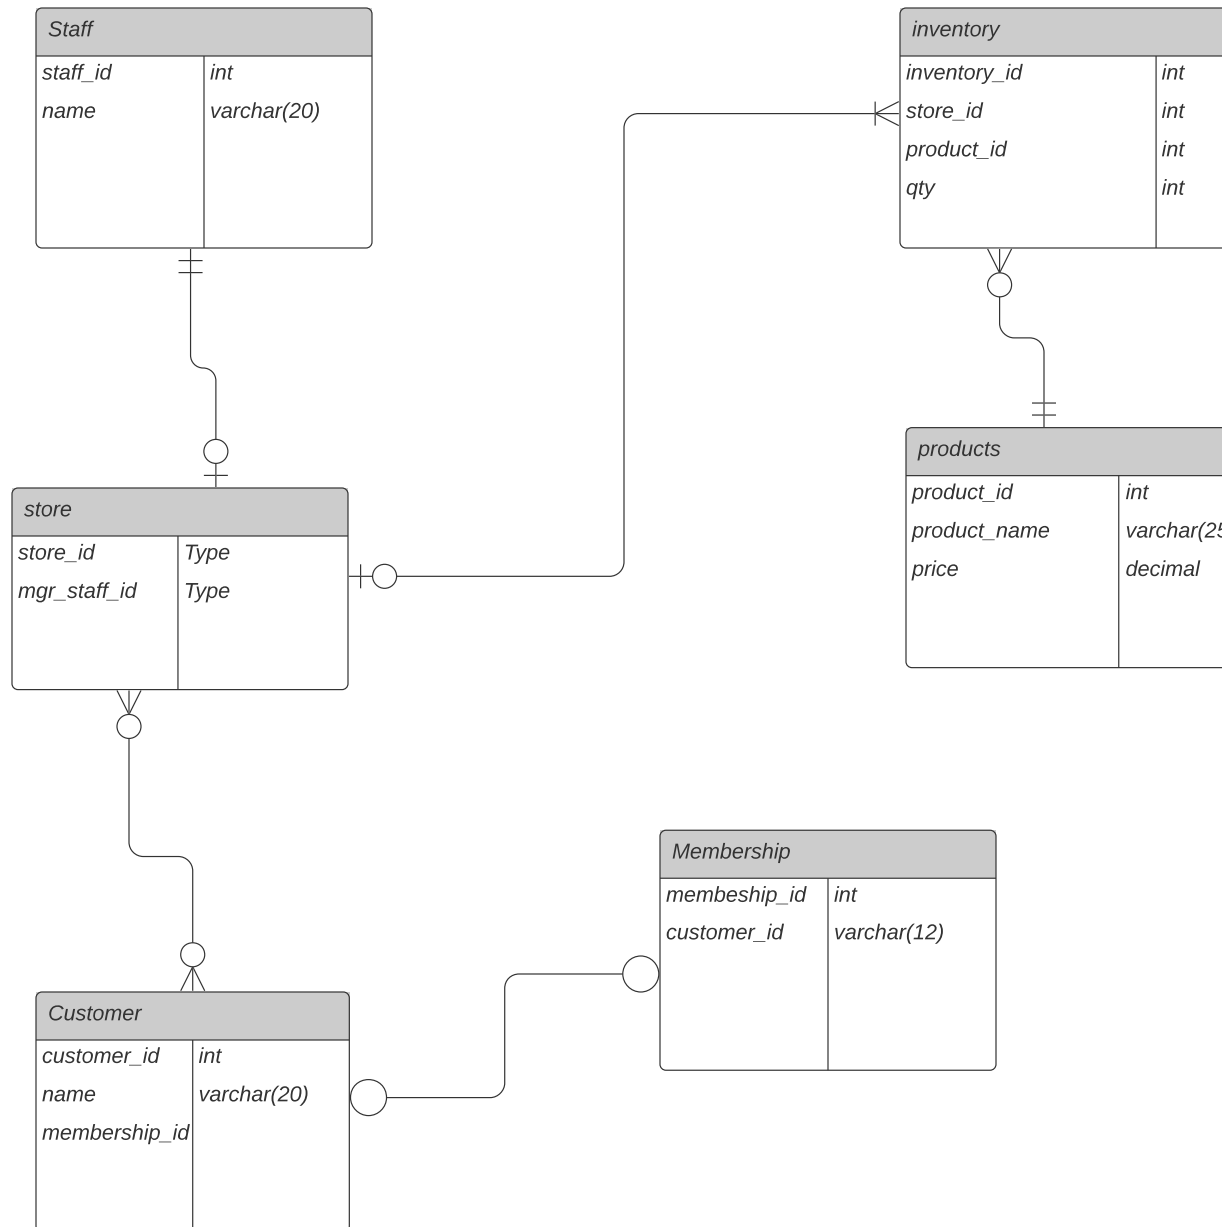 Staff
staff_id int
name varchar(20)
inventory
inventory_id int
store_id int
product_id int
qty int
products
product_id int
product_name varchar(25
price decimal
store
store_id Type
mgr_staff_id Type
Membership
membeship_id int
customer_id varchar(12)
Customer
customer_id int
name varchar(20)
membership_id